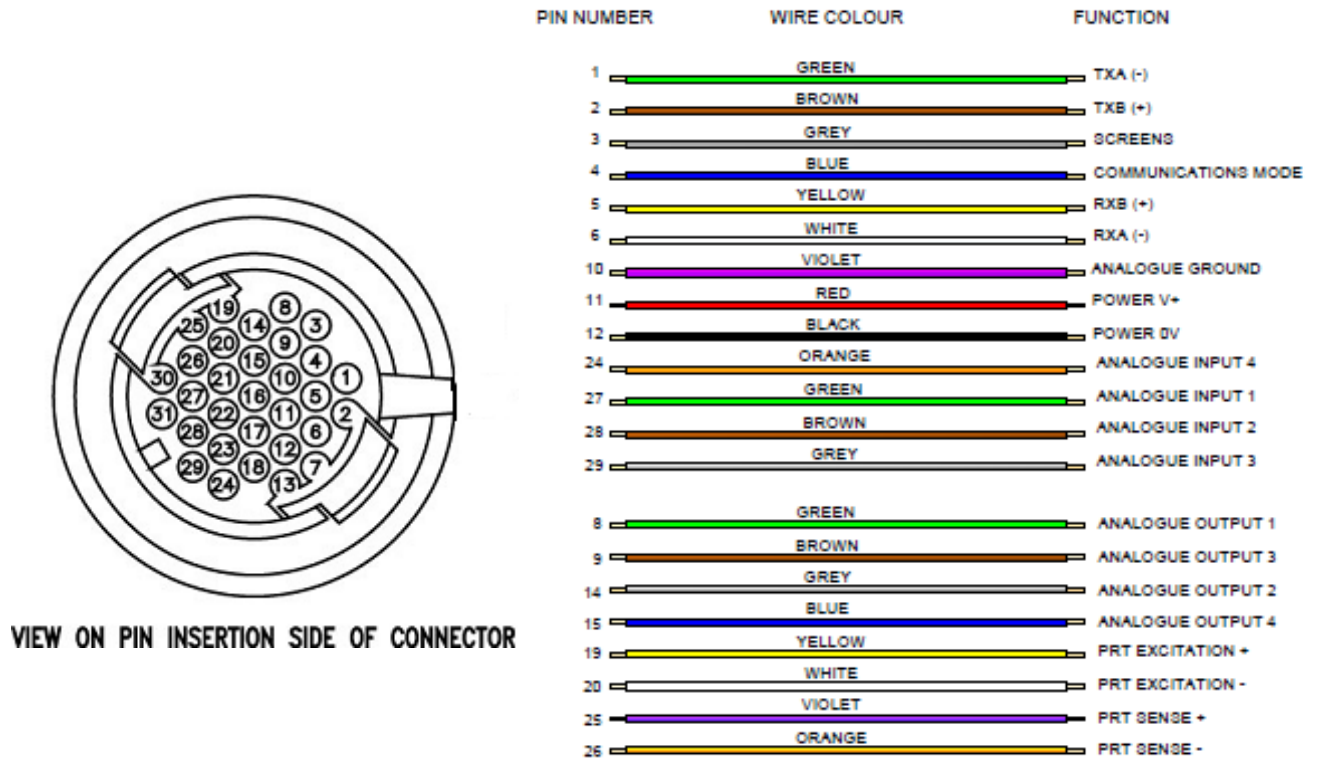 PIN NUMBER WIRE COLOUR FUNCTION
1 GREEN TXA (-)
2 BROWN TXB (+)
3 GREY SCREENS
4 BLUE COMMUNICATIONS MODE
5 YELLOW RXB (+)
6 WHITE RXA (-)
10 VIOLET ANALOGUE GROUND
11 RED POWER V+
12 BLACK POWER 0V
24 ORANGE ANALOGUE INPUT 4
27 GREEN ANALOGUE INPUT 1
28 BROWN ANALOGUE INPUT 2
29 GREY ANALOGUE INPUT 3
8 GREEN ANALOGUE OUTPUT 1
9 BROWN ANALOGUE OUTPUT 3
14 GREY ANALOGUE OUTPUT 2
15 BLUE ANALOGUE OUTPUT 4
19 YELLOW PRT EXCITATION +
20 WHITE PRT EXCITATION -
25 VIOLET PRT SENSE +
26 ORANGE PRT SENSE -
19 8
25 14 3
20 9
26 15 4
30 21 10 1
27 16 5
31 22 11 2
28 17 6
23 12
29 18 7
24 13
VIEW ON PIN INSERTION SIDE OF CONNECTOR